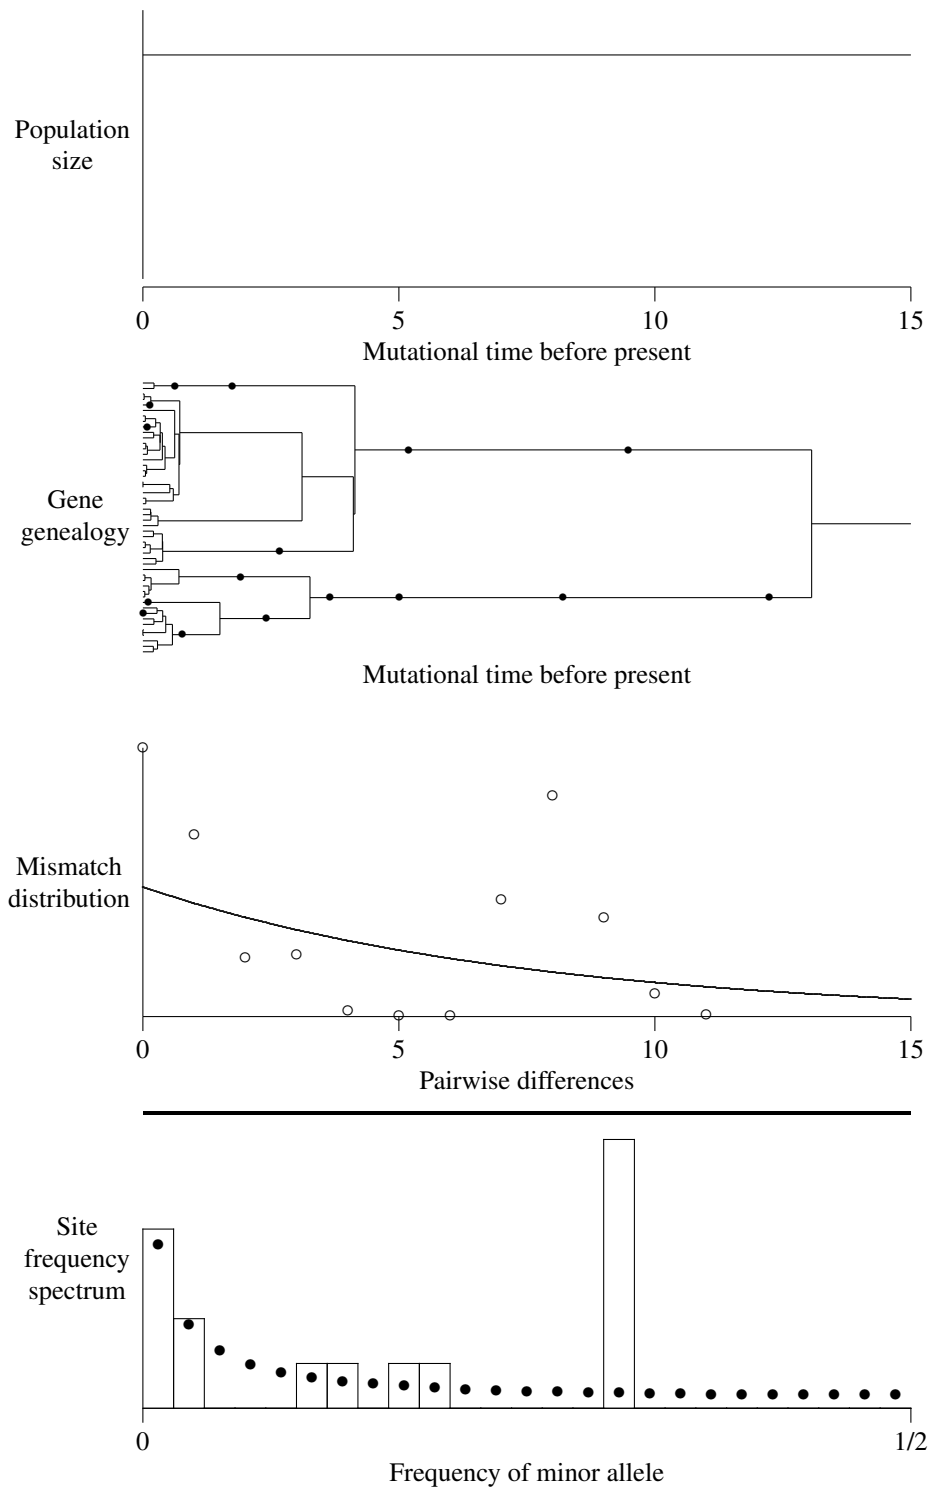 Population
size
0 5 10 15
Mutational time before present
Gene
genealogy
Mutational time before present
Mismatch
distribution
0 5 10 15
Pairwise differences
Site
frequency
spectrum
0 1/2
Frequency of minor allele